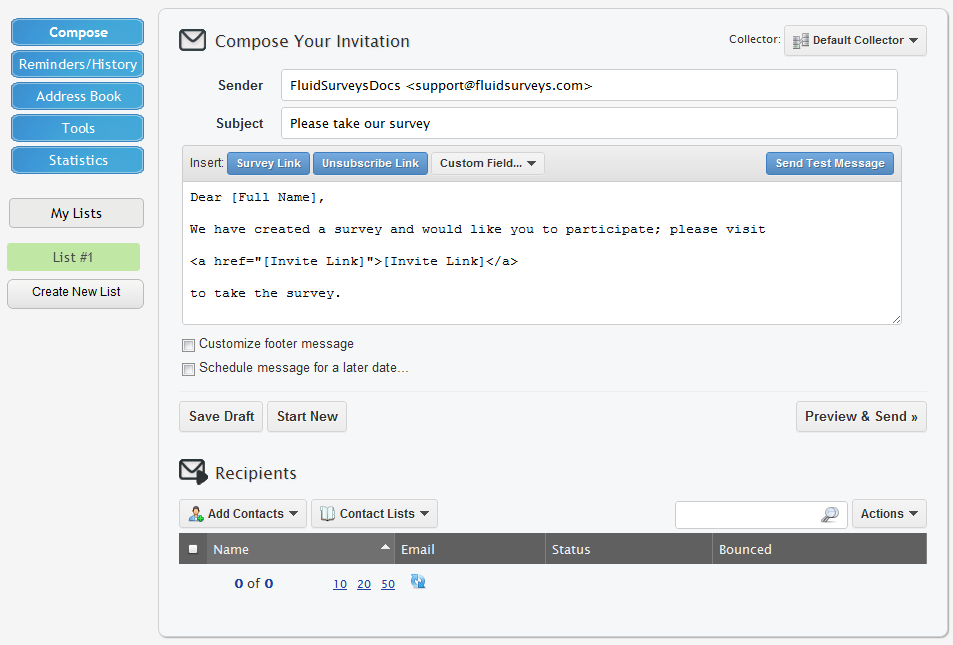 Compose
Reminders/History
Address Book
Tools
Statistics
My Lists
List #1
Create New List
Compose Your Invitation
Collector: Default Collector
Sender FluidSurveysDocs <support@fluidsurveys.com>
Subject Please take our survey
Insert: Survey Link Unsubscribe Link Custom Field... Send Test Message
Dear [Full Name],
We have created a survey and would like you to participate; please visit
<a href="[Invite Link]">[Invite Link]</a>
to take the survey.
Customize footer message
Schedule message for a later date...
Save Draft Start New Preview & Send »
Recipients
Add Contacts Contact Lists Actions
Name Email Status Bounced
0 of 0 10 20 50